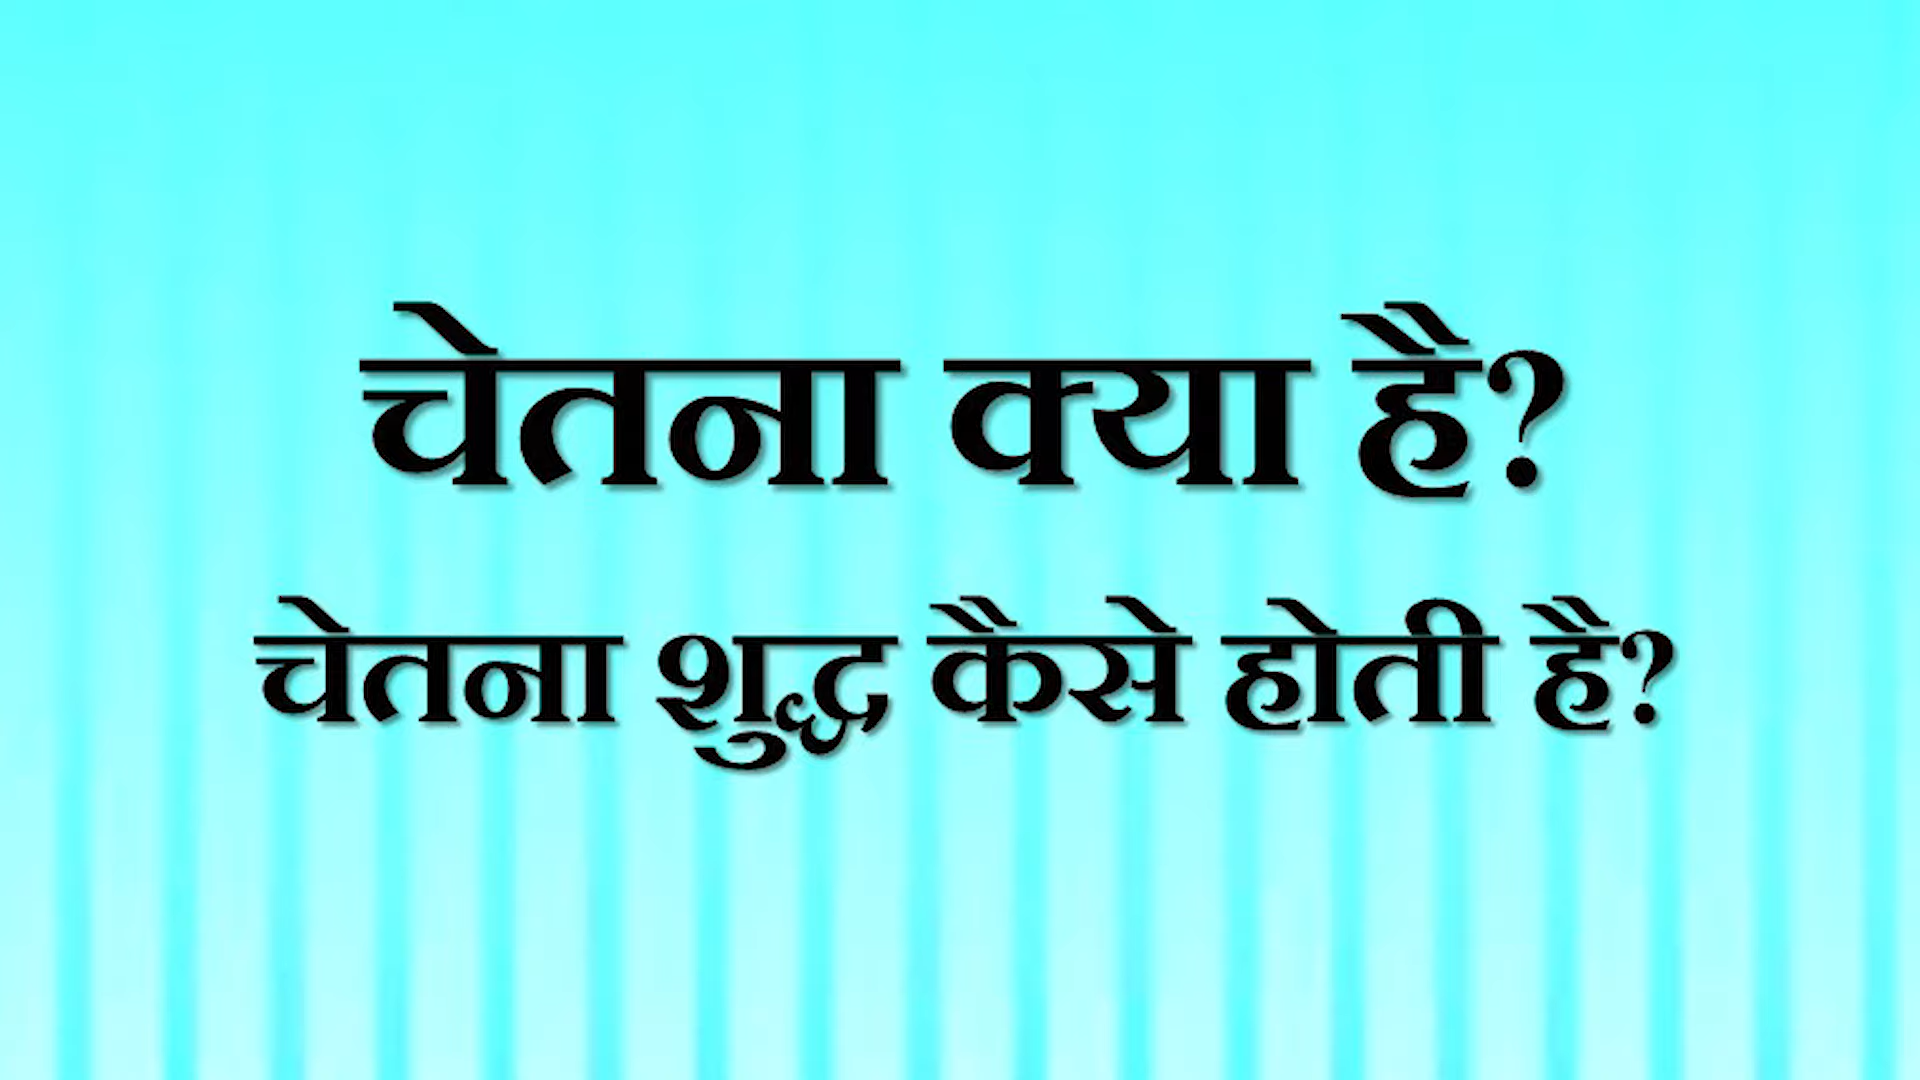 चेतना क्या है?
चेतना शुद्ध कैसे होती है?